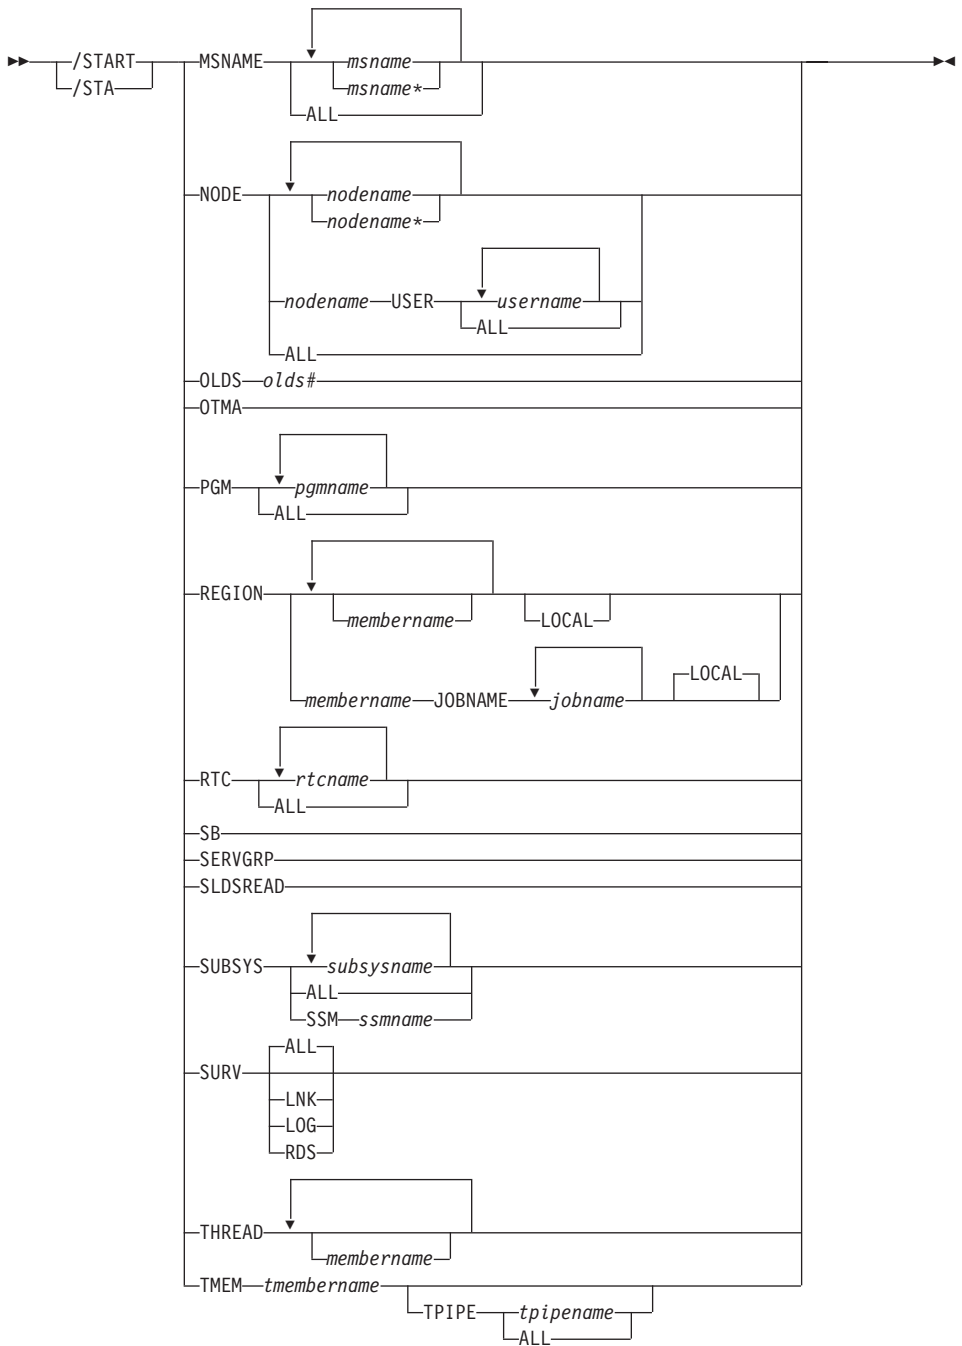 /START MSNAME msname
/STA msname*
ALL
NODE nodename
nodename*
nodename USER username
ALL
ALL
OLDS olds#
OTMA
PGM pgmname
ALL
REGION
membername LOCAL
LOCAL
membername JOBNAME jobname
RTC rtcname
ALL
SB
SERVGRP
SLDSREAD
SUBSYS subsysname
ALL
SSM ssmname
ALL
SURV
LNK
LOG
RDS
THREAD
membername
TMEM tmembername
TPIPE tpipename
ALL